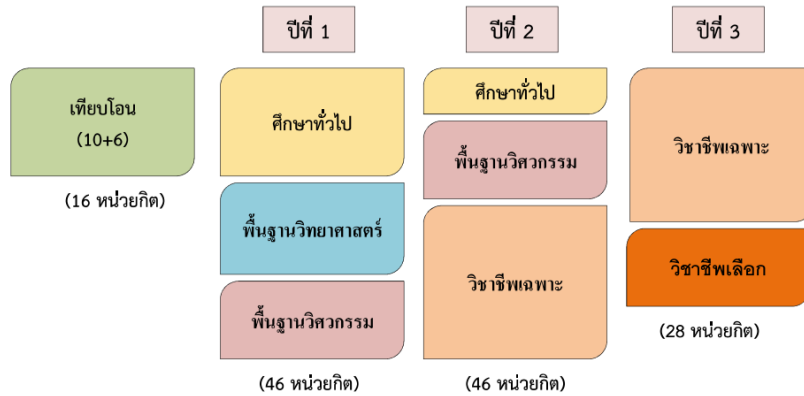 ปีที่ 1
ปีที่ 2
ปีที่ 3
เทียบโอน
(10+6)
(16 หน่วยกิต)
ศึกษาทั่วไป
พื้นฐานวิทยาศาสตร์
พื้นฐานวิศวกรรม
(46 หน่วยกิต)
ศึกษาทั่วไป
พื้นฐานวิศวกรรม
วิชาชีพเฉพาะ
(46 หน่วยกิต)
วิชาชีพเฉพาะ
วิชาชีพเลือก
(28 หน่วยกิต)